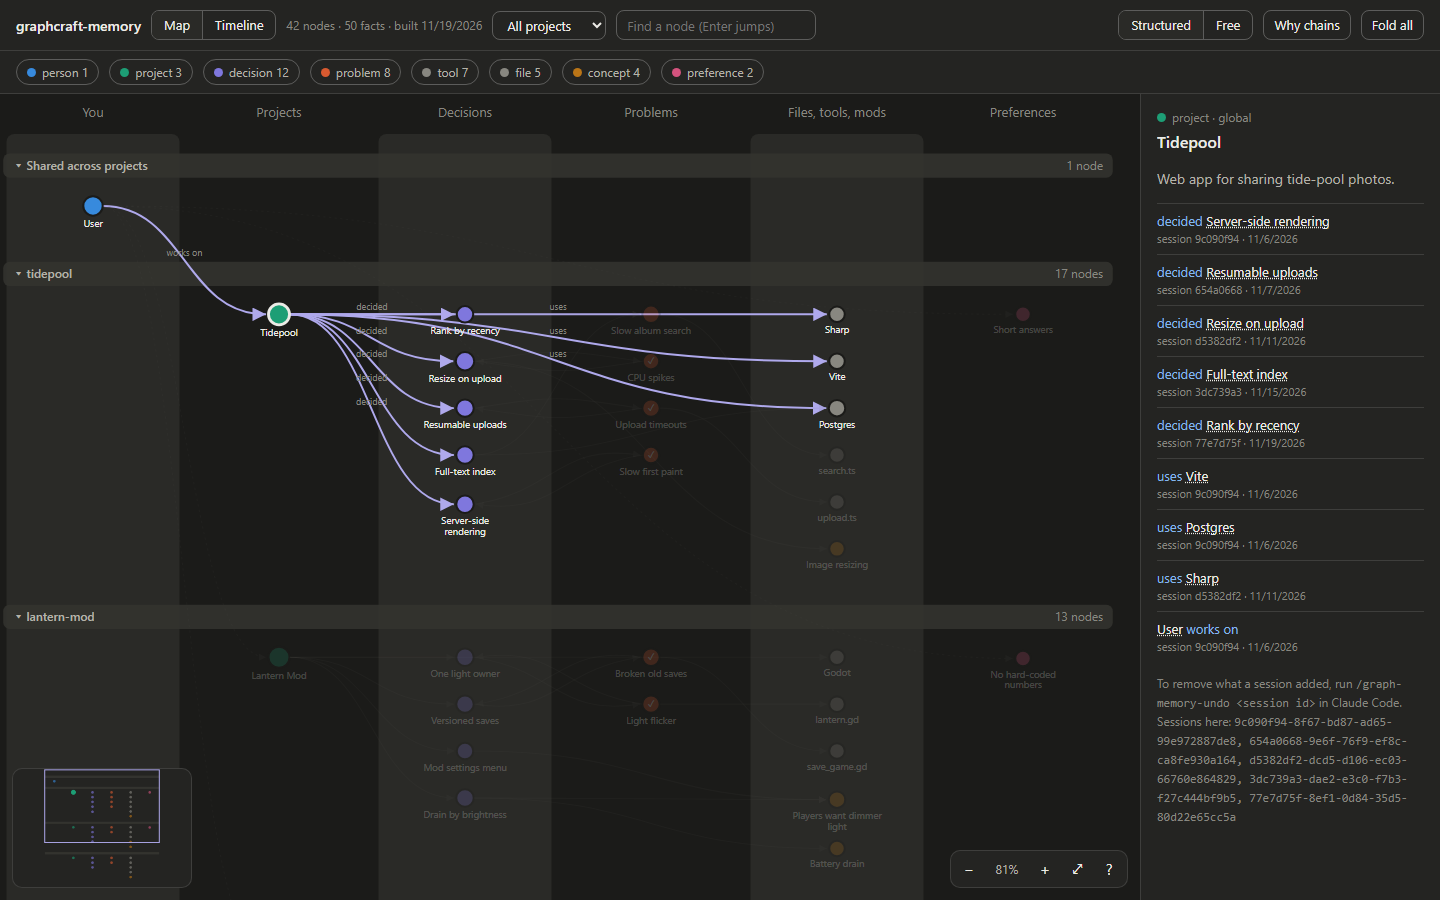 graphcraft-memory
Map
Timeline
42 nodes · 50 facts · built 11/19/2026
All projects
Find a node (Enter jumps)
Structured
Free
Why chains
Fold all
person 1
project 3
decision 12
problem 8
tool 7
file 5
concept 4
preference 2
You
Projects
Decisions
Problems
Files, tools, mods
Preferences
Shared across projects
1 node
User
works on
tidepool
17 nodes
Tidepool
decided
decided
decided
decided
decided
uses
uses
uses
Rank by recency
Resize on upload
Resumable uploads
Full-text index
Server-side
rendering
Slow album search
CPU spikes
Upload timeouts
Slow first paint
Sharp
Vite
Postgres
search.ts
upload.ts
Image resizing
Short answers
lantern-mod
13 nodes
Lantern Mod
One light owner
Versioned saves
Mod settings menu
Drain by brightness
Broken old saves
Light flicker
Godot
lantern.gd
save_game.gd
Players want dimmer
light
Battery drain
No hard-coded
numbers
81%
?
project · global
Tidepool
Web app for sharing tide-pool photos.
decided Server-side rendering
session 9c090f94 · 11/6/2026
decided Resumable uploads
session 654a0668 · 11/7/2026
decided Resize on upload
session d5382df2 · 11/11/2026
decided Full-text index
session 3dc739a3 · 11/15/2026
decided Rank by recency
session 77e7d75f · 11/19/2026
uses Vite
session 9c090f94 · 11/6/2026
uses Postgres
session 9c090f94 · 11/6/2026
uses Sharp
session d5382df2 · 11/11/2026
User works on
session 9c090f94 · 11/6/2026
To remove what a session added, run /graph-
memory-undo <session id> in Claude Code.
Sessions here: 9c090f94-8f67-bd87-ad65-
99e972887de8, 654a0668-9e6f-76f9-ef8c-
ca8fe930a164, d5382df2-dcd5-d106-ec03-
66760e864829, 3dc739a3-dae2-e3c0-f7b3-
f27c444bf9b5, 77e7d75f-8ef1-0d84-35d5-
80d22e65cc5a